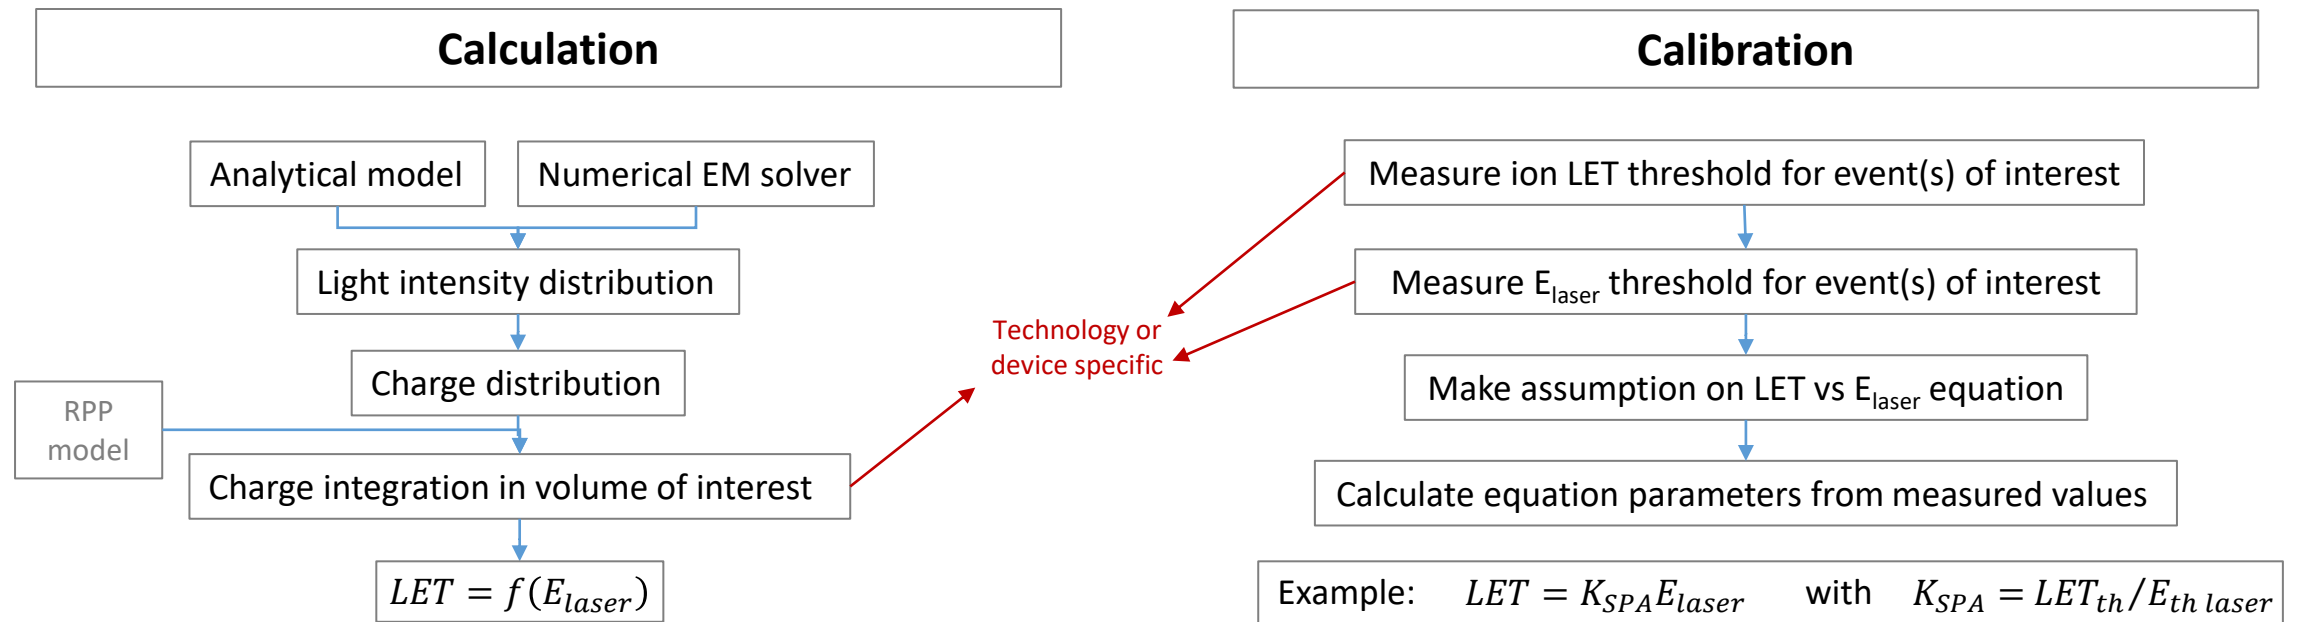 Calculation
Analytical model
Numerical EM solver
Light intensity distribution
Charge distribution
RPP
model
Charge integration in volume of interest
LET = f(E_laser)
Technology or
device specific
Calibration
Measure ion LET threshold for event(s) of interest
Measure E_laser threshold for event(s) of interest
Make assumption on LET vs E_laser equation
Calculate equation parameters from measured values
Example: LET = K_SPA E_laser with K_SPA = LET_th/E_th laser